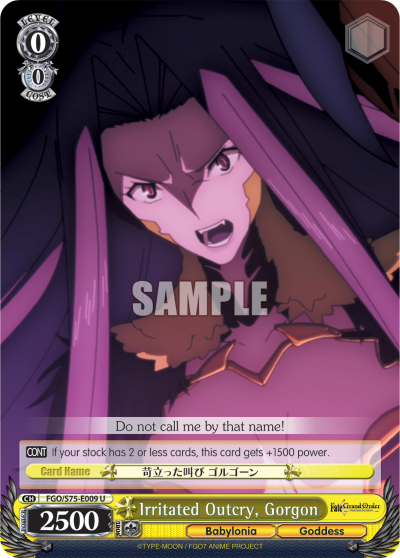 LEVEL
0
0
COST
SAMPLE
Do not call me by that name!
CONT If your stock has 2 or less cards, this card gets +1500 power.
Card Name 苛立った叫び ゴルゴーン
CH FGO/S75-E009 U
2500 Irritated Outcry, Gorgon Fate/Grand Order
Babylonia Goddess
©TYPE-MOON / FGO7 ANIME PROJECT